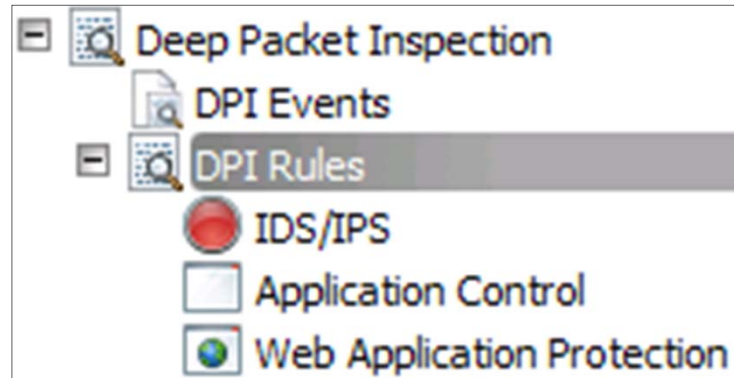 Deep Packet Inspection
DPI Events
DPI Rules
IDS/IPS
Application Control
Web Application Protection